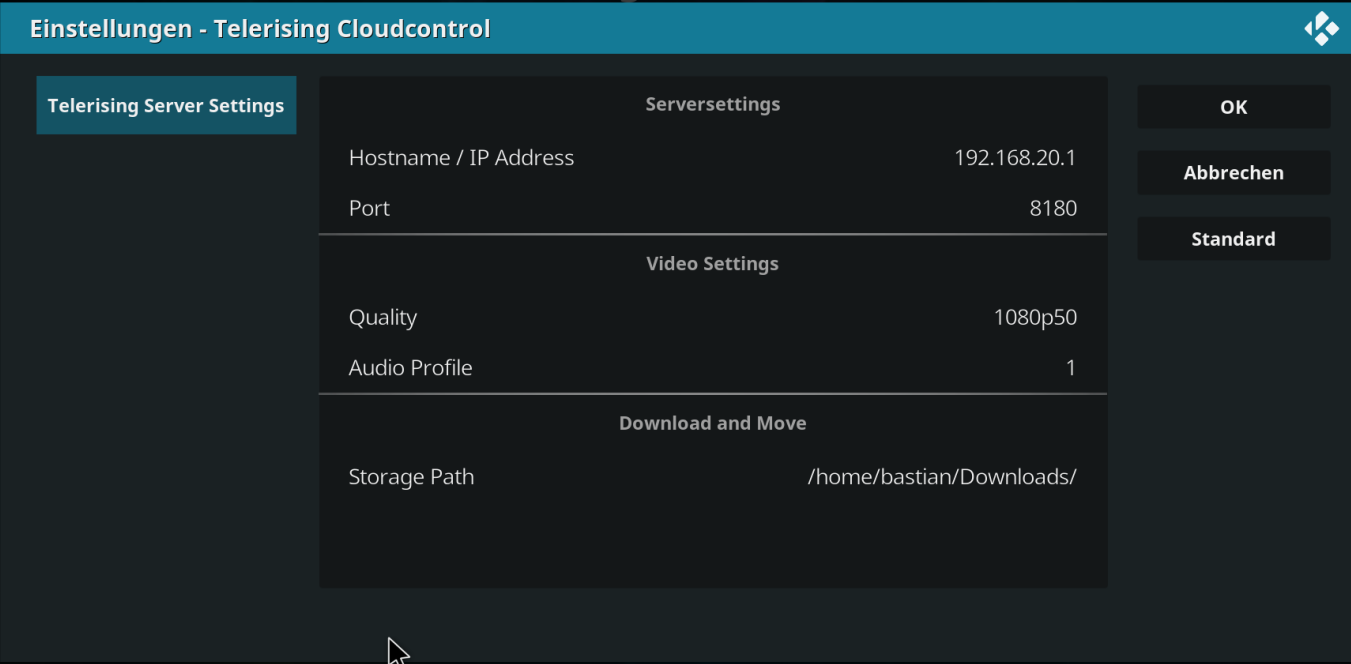 Einstellungen - Telerising Cloudcontrol
Telerising Server Settings
Serversettings
Hostname / IP Address 192.168.20.1
Port 8180
Video Settings
Quality 1080p50
Audio Profile 1
Download and Move
Storage Path /home/bastian/Downloads/
OK
Abbrechen
Standard